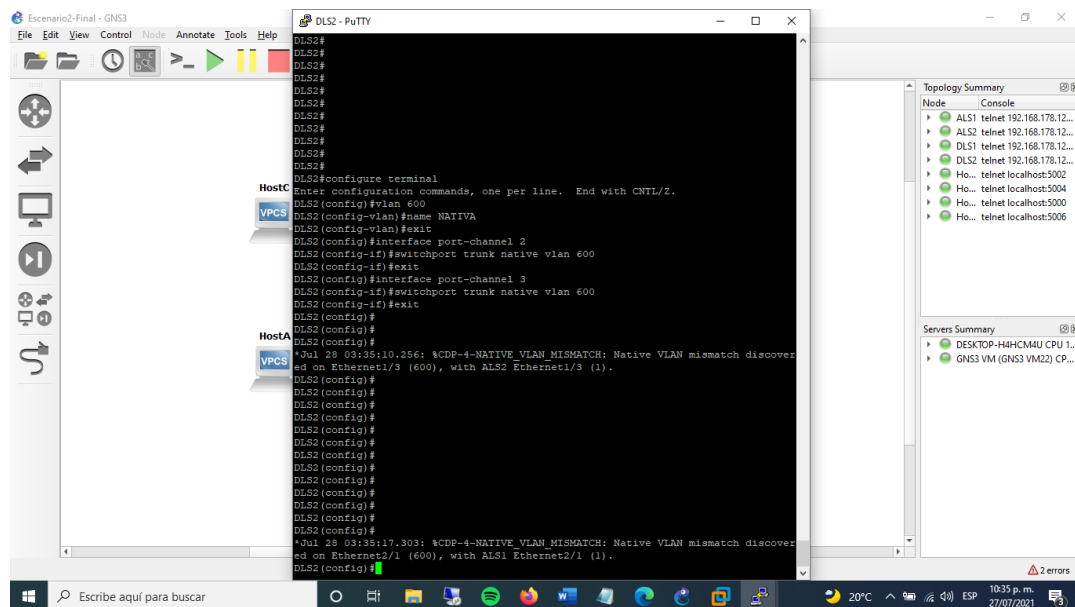 Escenario2-Final - GNS3
File Edit View Control Node Annotate Tools Help
DLS2 - PuTTY
DLS2#
DLS2#
DLS2#
DLS2#
DLS2#
DLS2#
DLS2#
DLS2#
DLS2#
DLS2#
DLS2#
DLS2#configure terminal
Enter configuration commands, one per line.  End with CNTL/Z.
DLS2(config)#vlan 600
DLS2(config-vlan)#name NATIVA
DLS2(config-vlan)#exit
DLS2(config)#interface port-channel 2
DLS2(config-if)#switchport trunk native vlan 600
DLS2(config-if)#exit
DLS2(config)#interface port-channel 3
DLS2(config-if)#switchport trunk native vlan 600
DLS2(config-if)#exit
DLS2(config)#
DLS2(config)#
DLS2(config)#
*Jul 28 03:35:10.256: %CDP-4-NATIVE_VLAN_MISMATCH: Native VLAN mismatch discover
ed on Ethernet1/3 (600), with ALS2 Ethernet1/3 (1).
DLS2(config)#
DLS2(config)#
DLS2(config)#
DLS2(config)#
DLS2(config)#
DLS2(config)#
DLS2(config)#
DLS2(config)#
DLS2(config)#
DLS2(config)#
DLS2(config)#
DLS2(config)#
DLS2(config)#
*Jul 28 03:35:17.303: %CDP-4-NATIVE_VLAN_MISMATCH: Native VLAN mismatch discover
ed on Ethernet2/1 (600), with ALS1 Ethernet2/1 (1).
DLS2(config)#
HostC
VPCS
HostA
VPCS
Topology Summary
Node Console
ALS1 telnet 192.168.178.12...
ALS2 telnet 192.168.178.12...
DLS1 telnet 192.168.178.12...
DLS2 telnet 192.168.178.12...
Ho... telnet localhost:5002
Ho... telnet localhost:5004
Ho... telnet localhost:5000
Ho... telnet localhost:5006
Servers Summary
DESKTOP-H4HCM4U CPU 1...
GNS3 VM (GNS3 VM22) CP...
2 errors
Escribe aquí para buscar
20°C
ESP
10:35 p. m.
27/07/2021
3